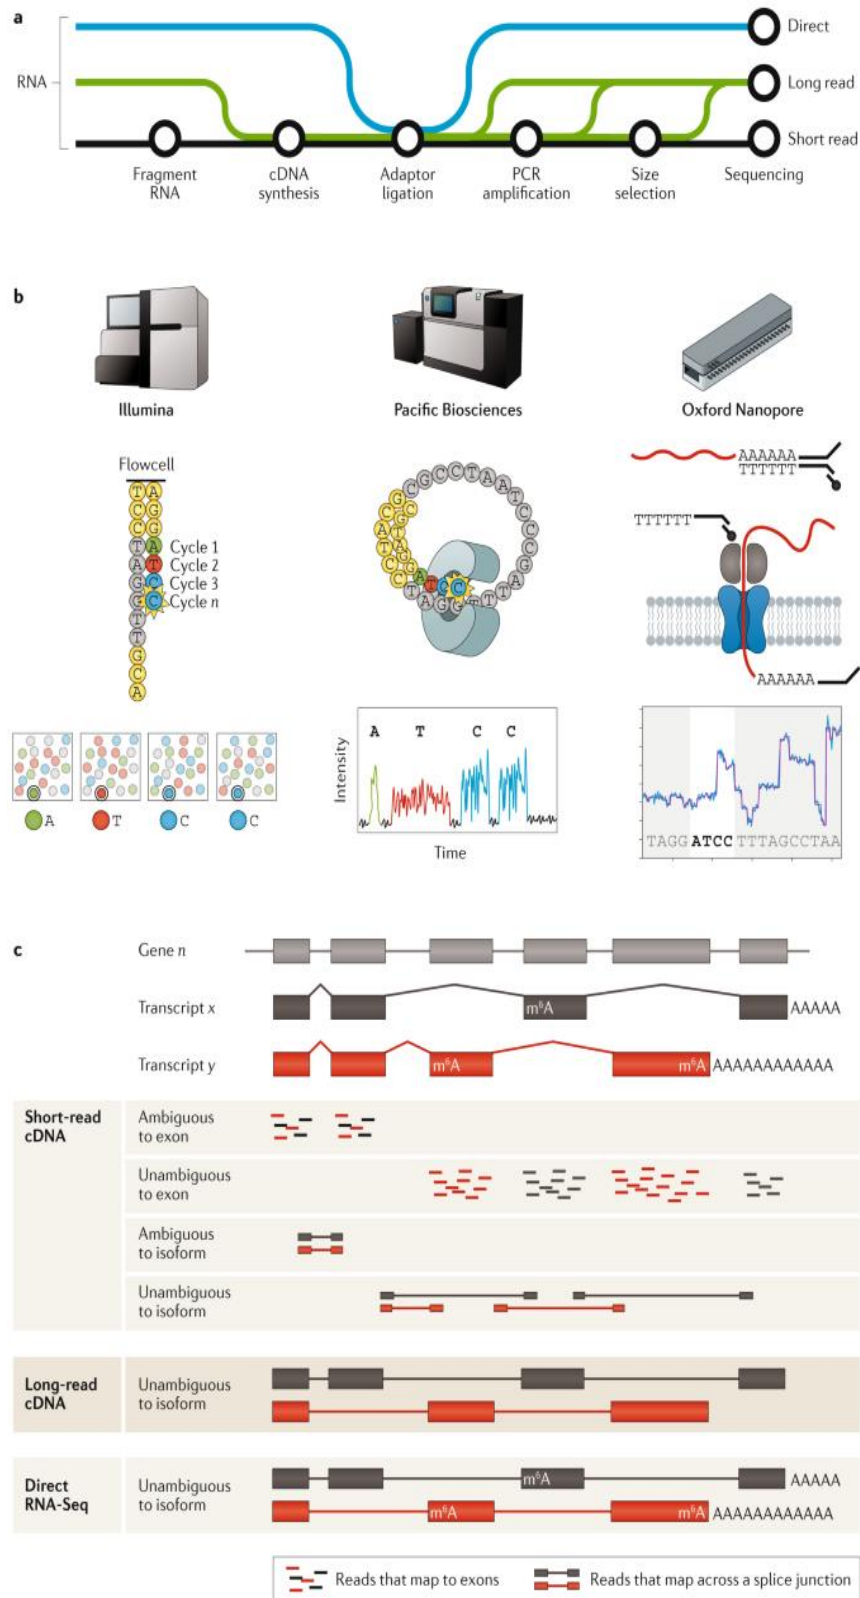 a
RNA
Direct
Long read
Short read
Fragment
RNA
cDNA
synthesis
Adaptor
ligation
PCR
amplification
Size
selection
Sequencing
b
Illumina
Pacific Biosciences
Oxford Nanopore
Flowcell
T A
C G
C G
T A Cycle 1
A T Cycle 2
G C Cycle 3
G C Cycle n
T
T
G
C
A
A
T
C
C
AAAAAA
TTTTTT
TTTTTT
AAAAAA
Intensity
A T C C
Time
TAGG ATCC TTTAGCCTAA
c
Gene n
Transcript x
m⁶A
AAAAA
Transcript y
m⁶A
m⁶A
AAAAAAAAAAAA
Short-read
cDNA
Ambiguous
to exon
Unambiguous
to exon
Ambiguous
to isoform
Unambiguous
to isoform
Long-read
cDNA
Unambiguous
to isoform
Direct
RNA-Seq
Unambiguous
to isoform
m⁶A
AAAAA
m⁶A
m⁶A
AAAAAAAAAAAA
Reads that map to exons
Reads that map across a splice junction